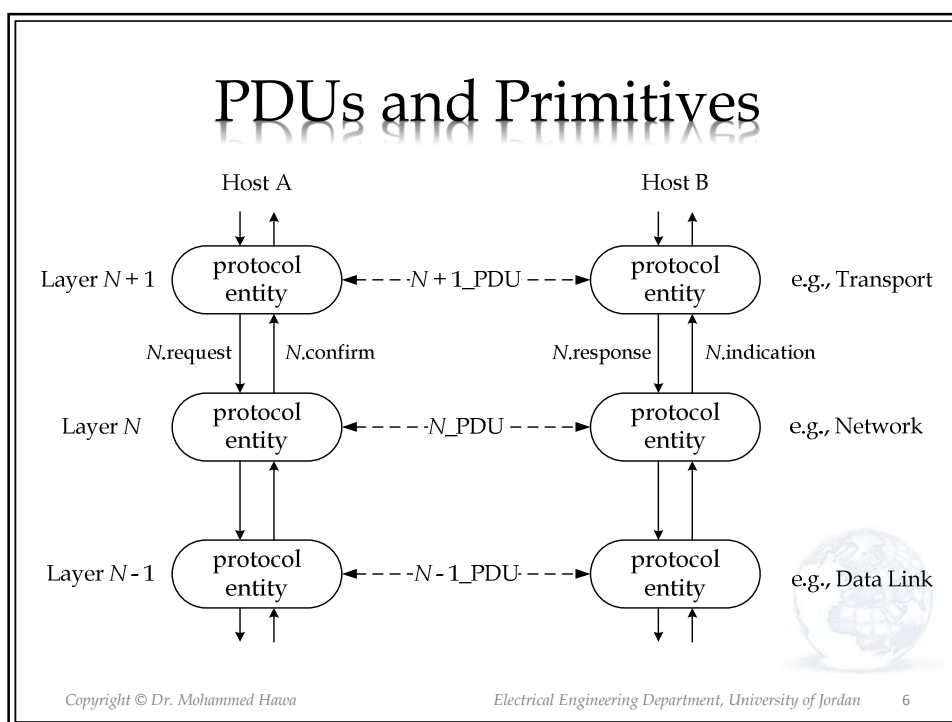 PDUs and Primitives
Host A Host B
Layer N + 1 protocol entity N + 1_PDU protocol entity e.g., Transport
N.request N.confirm N.response N.indication
Layer N protocol entity N_PDU protocol entity e.g., Network
Layer N - 1 protocol entity N - 1_PDU protocol entity e.g., Data Link
Copyright © Dr. Mohammed Hawa Electrical Engineering Department, University of Jordan 6